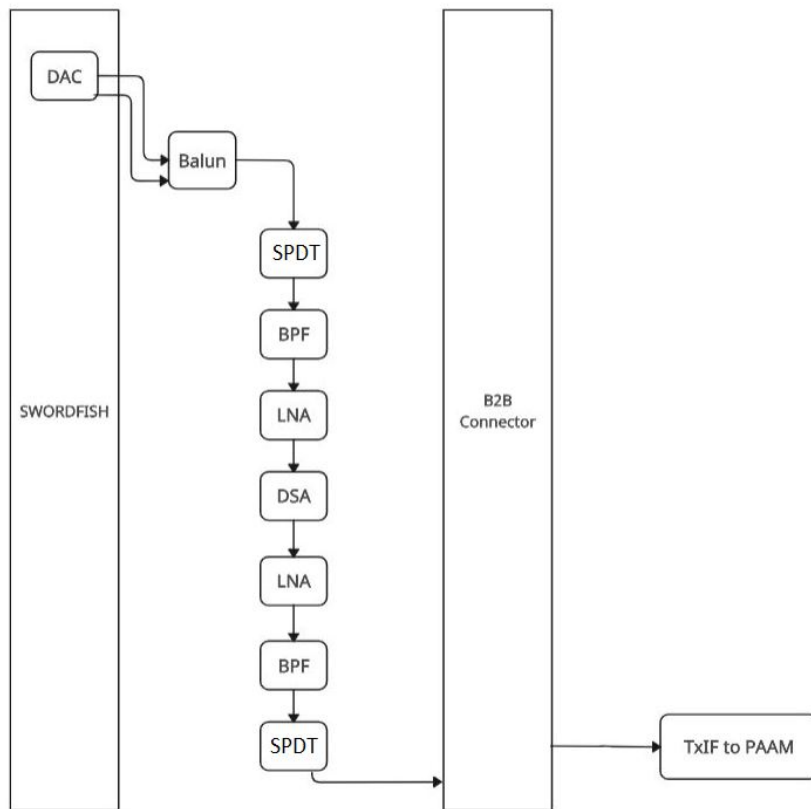 DAC
Balun
SPDT
BPF
LNA
SWORDFISH
DSA
LNA
BPF
SPDT
B2B
Connector
TxIF to PAAM